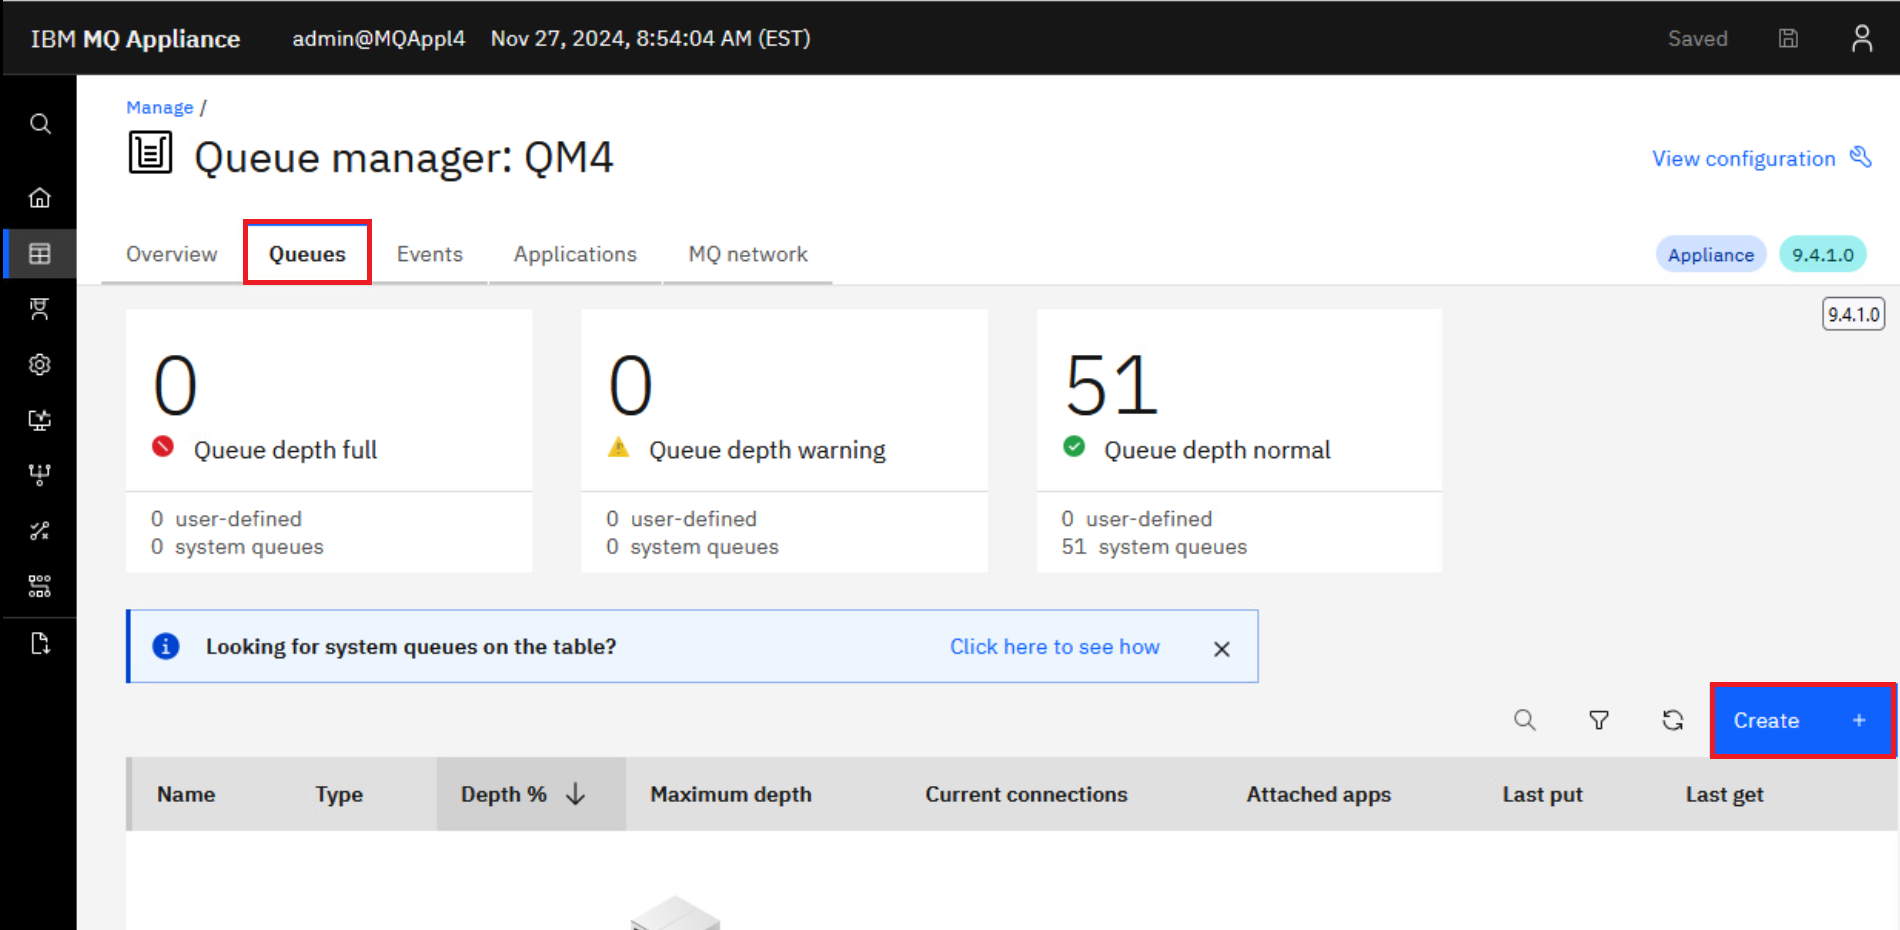 IBM MQ Appliance admin@MQAppl4 Nov 27, 2024, 8:54:04 AM (EST) Saved
Manage /
Queue manager: QM4
View configuration
Overview Queues Events Applications MQ network
Appliance 9.4.1.0
9.4.1.0
0
Queue depth full
0 user-defined
0 system queues
0
Queue depth warning
0 user-defined
0 system queues
51
Queue depth normal
0 user-defined
51 system queues
Looking for system queues on the table? Click here to see how
Create +
Name Type Depth % Maximum depth Current connections Attached apps Last put Last get